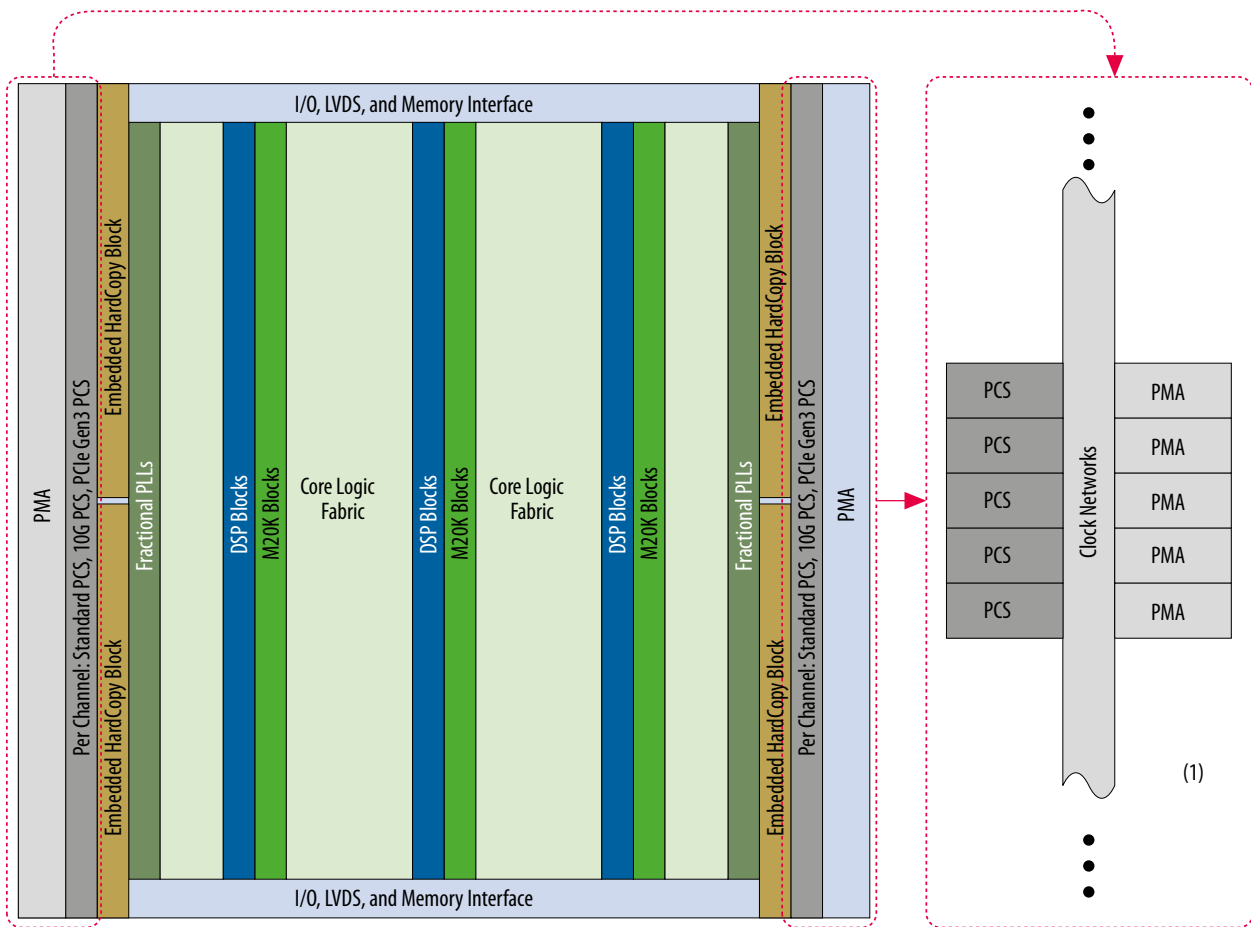 I/O, LVDS, and Memory Interface
PMA
Per Channel: Standard PCS, 10G PCS, PCIe Gen3 PCS
Embedded HardCopy Block
Embedded HardCopy Block
Fractional PLLs
DSP Blocks
M20K Blocks
Core Logic
Fabric
DSP Blocks
M20K Blocks
Core Logic
Fabric
DSP Blocks
M20K Blocks
Fractional PLLs
Embedded HardCopy Block
Embedded HardCopy Block
Per Channel: Standard PCS, 10G PCS, PCIe Gen3 PCS
PMA
I/O, LVDS, and Memory Interface
PCS
PMA
PCS
PMA
PCS
PMA
PCS
PMA
PCS
PMA
Clock Networks
(1)